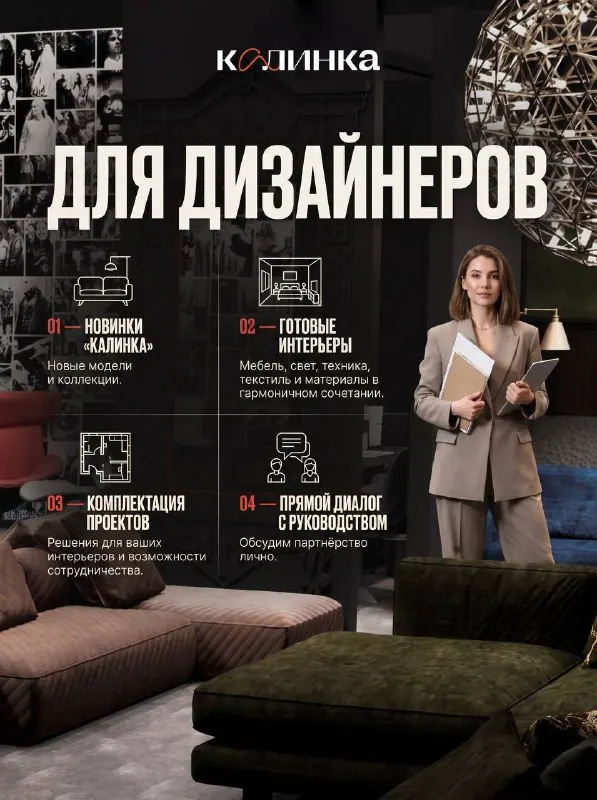 КАЛИНКА
ДЛЯ ДИЗАЙНЕРОВ
01 — НОВИНКИ
«КАЛИНКА»
Новые модели
и коллекции.
02 — ГОТОВЫЕ
ИНТЕРЬЕРЫ
Мебель, свет, техника,
текстиль и материалы в
гармоничном сочетании.
03 — КОМПЛЕКТАЦИЯ
ПРОЕКТОВ
Решения для ваших
интерьеров и возможности
сотрудничества.
04 — ПРЯМОЙ ДИАЛОГ
С РУКОВОДСТВОМ
Обсудим партнёрство
лично.